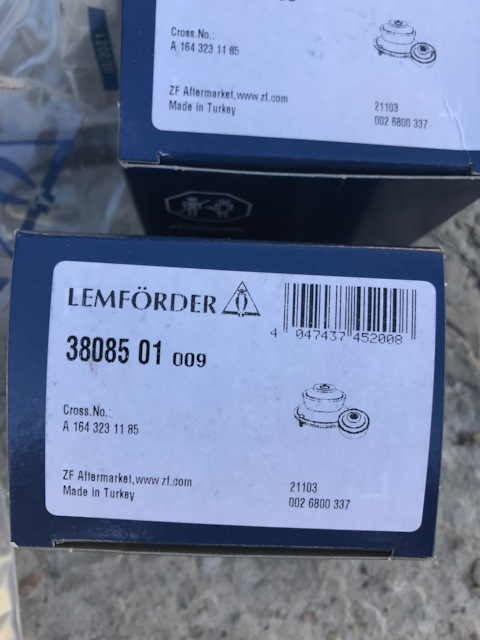 Cross.No.:
A 164 323 11 85
ZF Aftermarket,www.zf.com
Made in Turkey
21103
002 6800 337
LEMFÖRDER
4 047437 452008
38085 01 009
Cross.No.:
A 164 323 11 85
ZF Aftermarket,www.zf.com
Made in Turkey
21103
002 6800 337